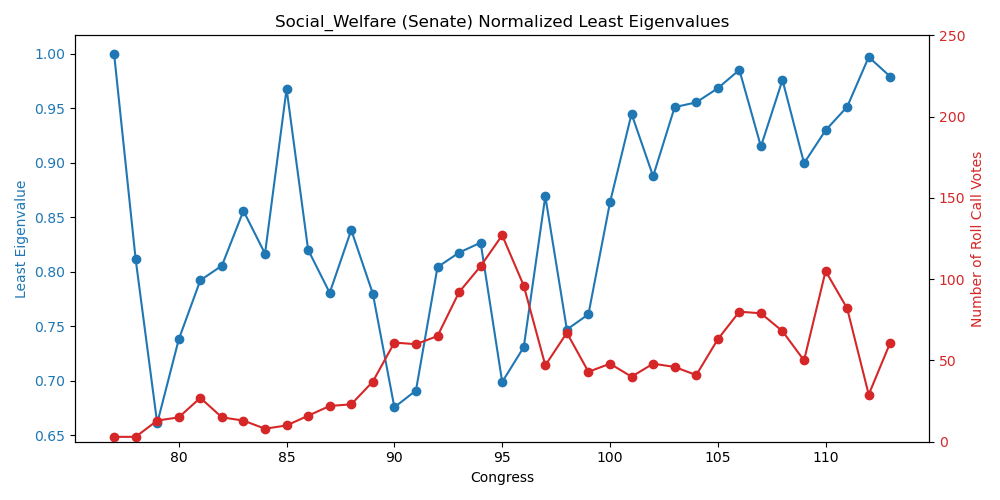 Social_Welfare (Senate) Normalized Least Eigenvalues
Least Eigenvalue
1.00
0.95
0.90
0.85
0.80
0.75
0.70
0.65
250
200
150
100
50
0
Number of Roll Call Votes
80 85 90 95 100 105 110
Congress